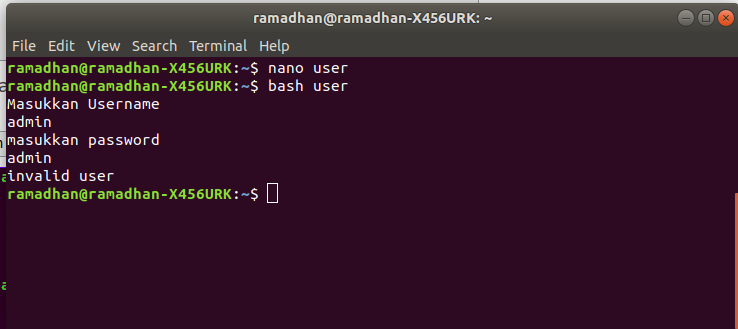 ramadhan@ramadhan-X456URK: ~
File Edit View Search Terminal Help
ramadhan@ramadhan-X456URK:~$ nano user
ramadhan@ramadhan-X456URK:~$ bash user
Masukkan Username
admin
masukkan password
admin
invalid user
ramadhan@ramadhan-X456URK:~$